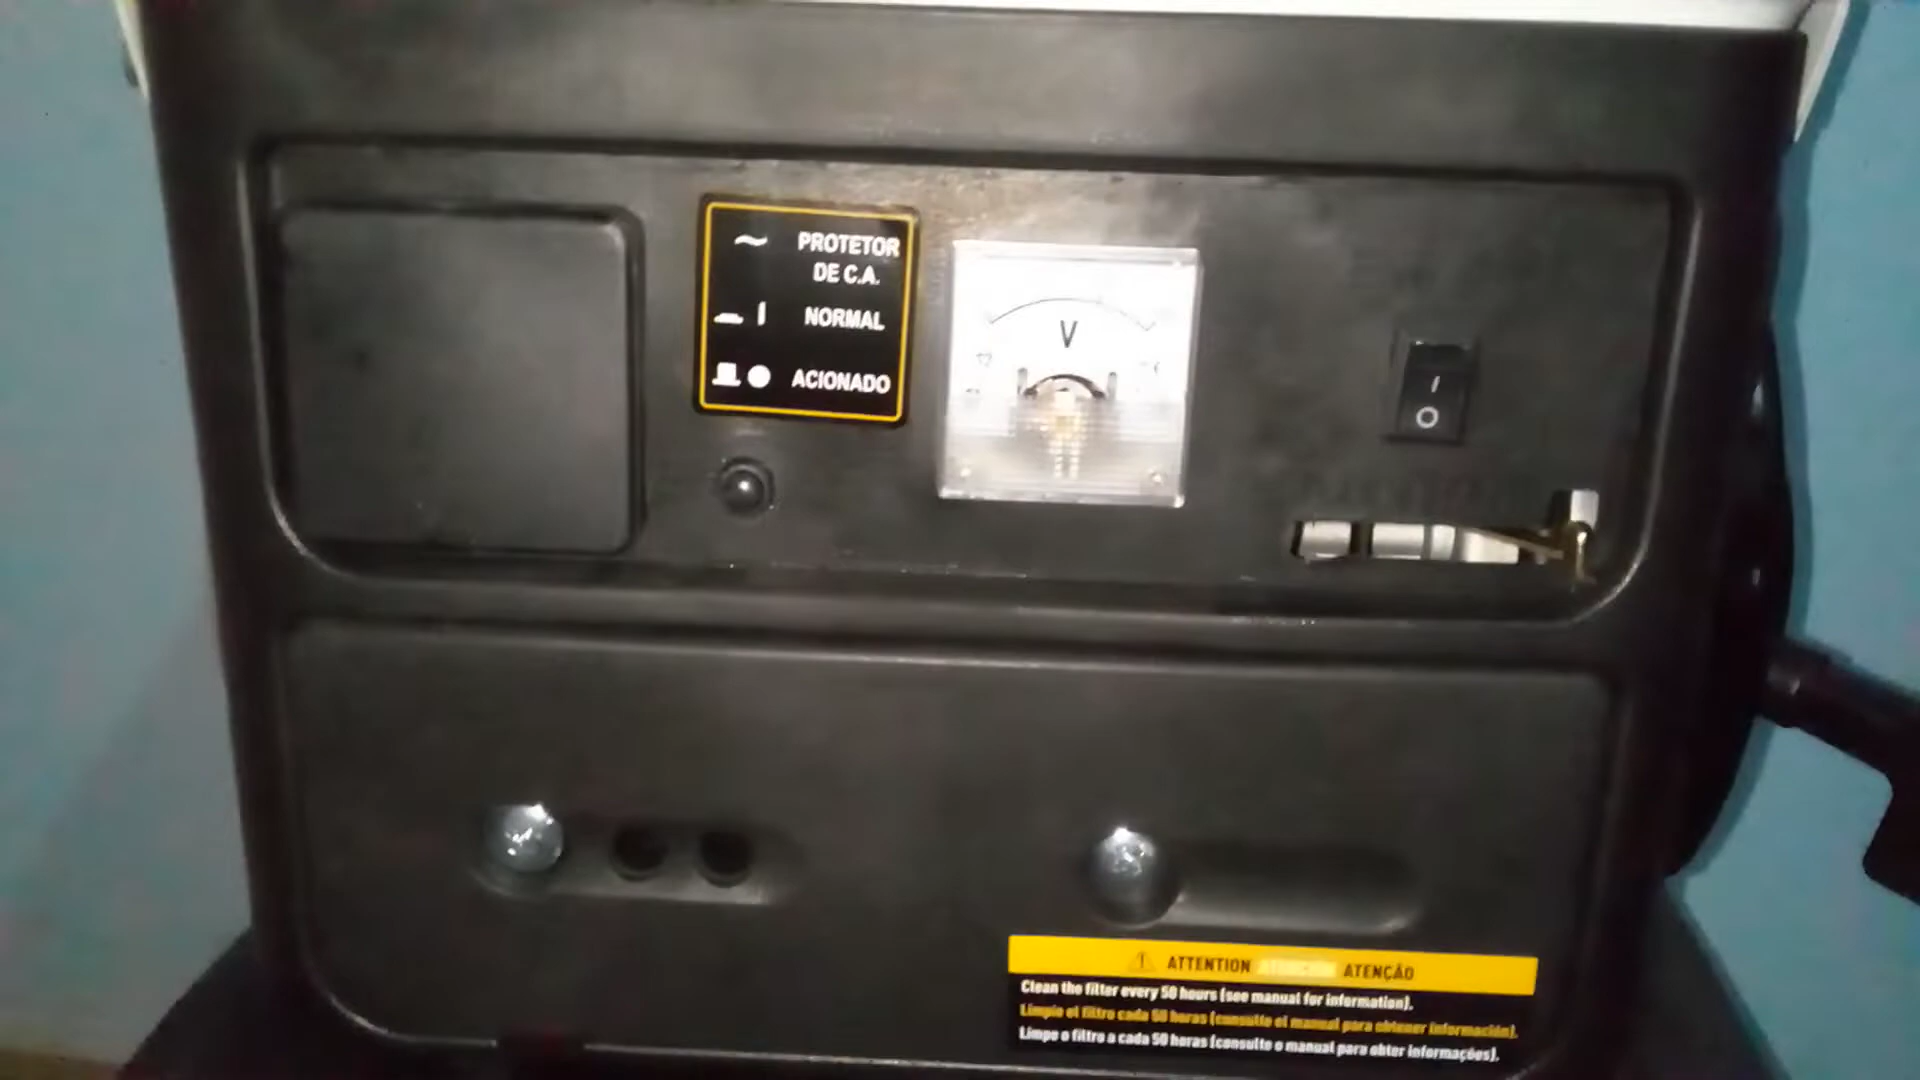 PROTETOR
DE C.A.
NORMAL
ACIONADO
V
I
O
ATTENTION ATENÇÃO
Clean the filter every 50 hours (see manual for information).
Limpie el filtro cada 50 horas (consulte el manual para obtener información).
Limpe o filtro a cada 50 horas (consulte o manual para obter informações).